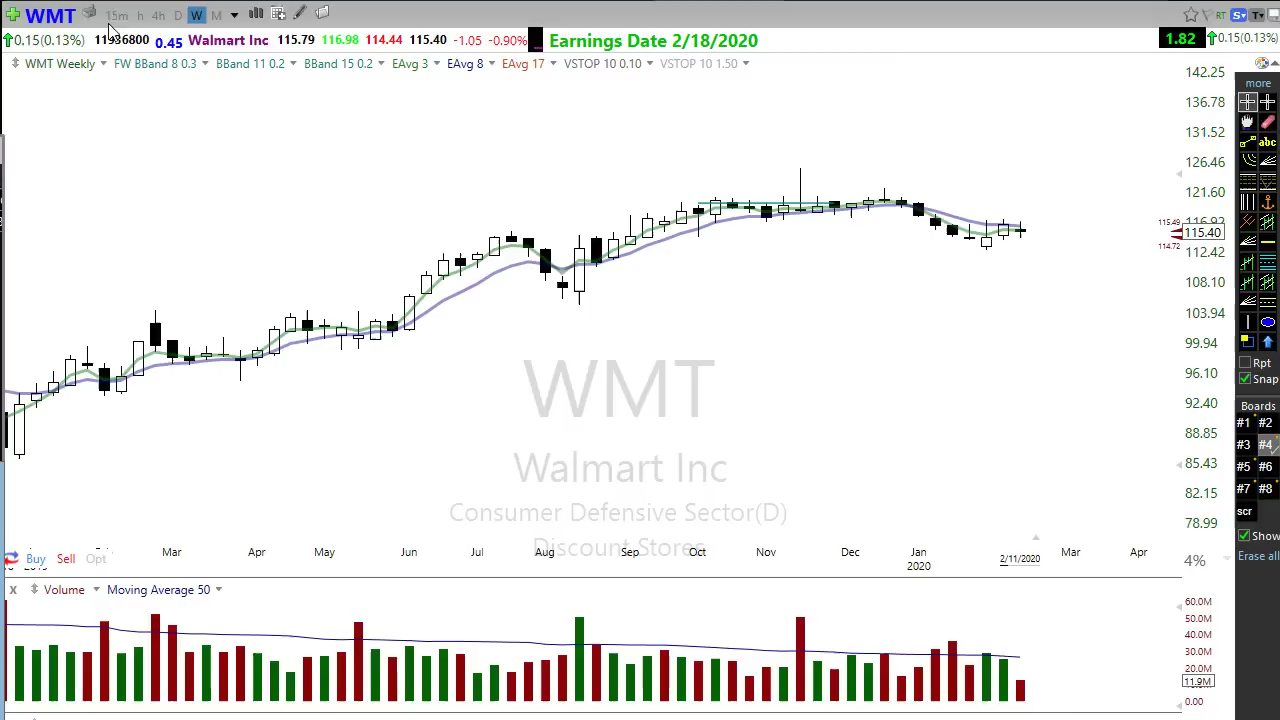 WMT 15m h 4h D W M RT S T
0.15(0.13%) 11936800 0.45 Walmart Inc 115.79 116.98 114.44 115.40 -1.05 -0.90% Earnings Date 2/18/2020 1.82 0.15(0.13%)
WMT Weekly FW BBand 8 0.3 BBand 11 0.2 BBand 15 0.2 EAvg 3 EAvg 8 EAvg 17 VSTOP 10 0.10 VSTOP 10 1.50
142.25
136.78
131.52
126.46
121.60
115.49
115.40
114.72
112.42
108.10
103.94
99.94
96.10
92.40
88.85
85.43
82.15
78.99
more
abc
Rpt
Snap
Boards
#1 #2
#3 #4
#5 #6
#7 #8
scr
Show
Erase all
WMT
Walmart Inc
Consumer Defensive Sector(D)
Discount Stores
Mar Apr May Jun Jul Aug Sep Oct Nov Dec Jan 2/11/2020 Mar Apr
2020
Buy Sell Opt
4%
x Volume Moving Average 50
60.0M
50.0M
40.0M
30.0M
20.0M
11.9M
0.00